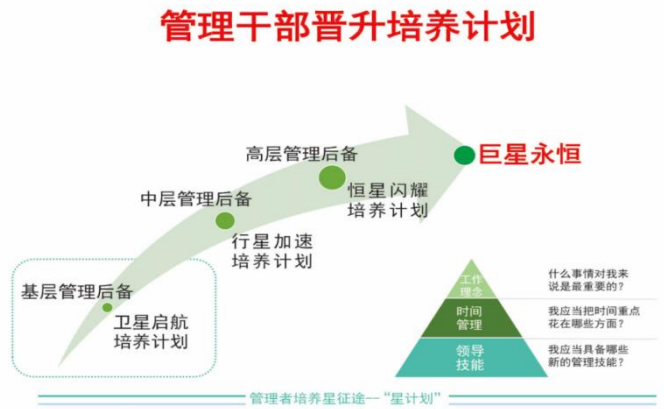 管理干部晋升培养计划
高层管理后备
巨星永恒
恒星闪耀
培养计划
中层管理后备
行星加速
培养计划
基层管理后备
卫星启航
培养计划
工作
理念
什么事情对我来
说是最重要的?
时间
管理
我应当把时间重点
花在哪些方面?
领导
技能
我应当具备哪些
新的管理技能?
管理者培养星征途--“星计划”